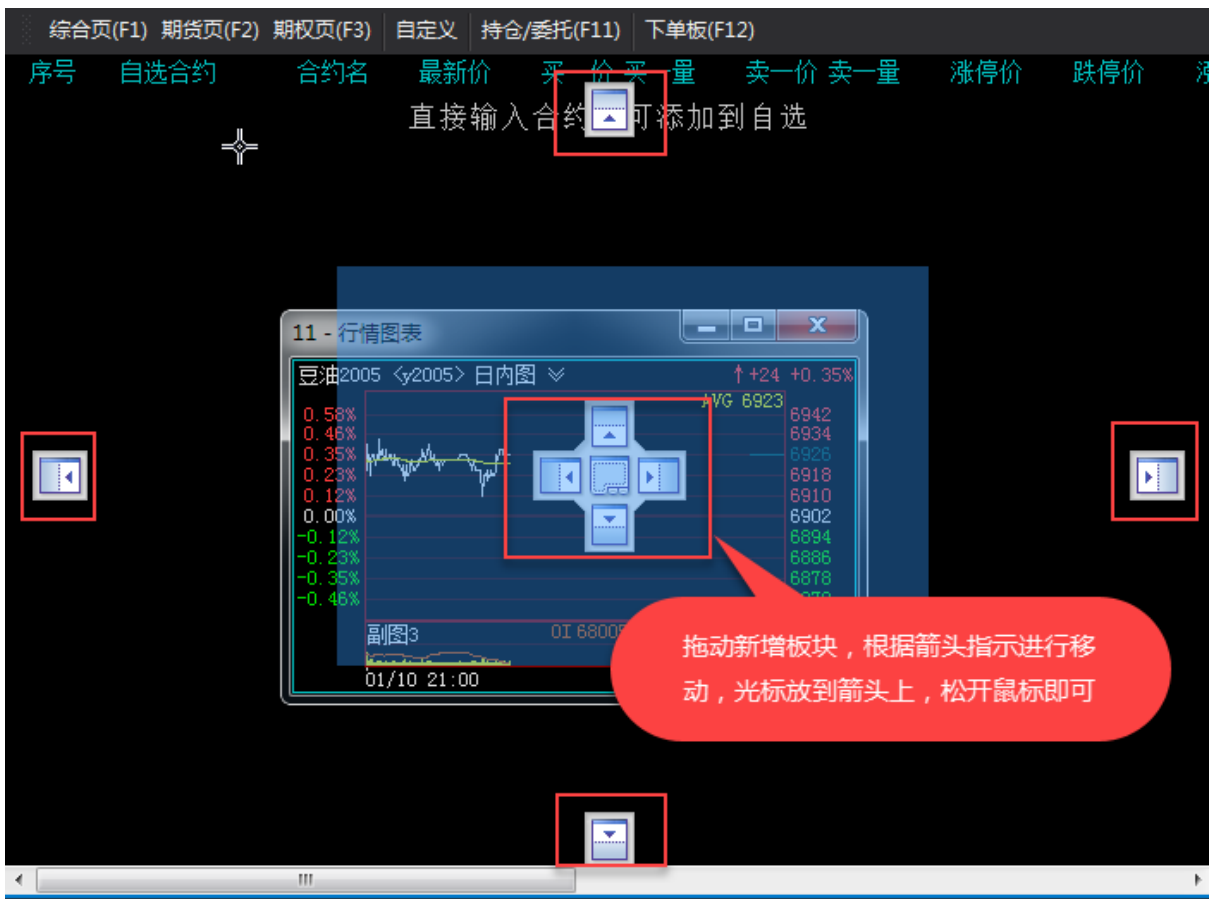 综合页(F1) 期货页(F2) 期权页(F3) 自定义 持仓/委托(F11) 下单板(F12)
序号 自选合约 合约名 最新价 买一价 买一量 卖一价 卖一量 涨停价 跌停价
直接输入合约 可添加到自选
11 - 行情图表
豆油2005 <y2005> 日内图 ↑+24 +0.35%
AVG 6923
0.58% 6942
0.46% 6934
0.35% 6926
0.23% 6918
0.12% 6910
0.00% 6902
-0.12% 6894
-0.23% 6886
-0.35% 6878
-0.46%
副图3 OI 68005
01/10 21:00
拖动新增板块，根据箭头指示进行移
动，光标放到箭头上，松开鼠标即可